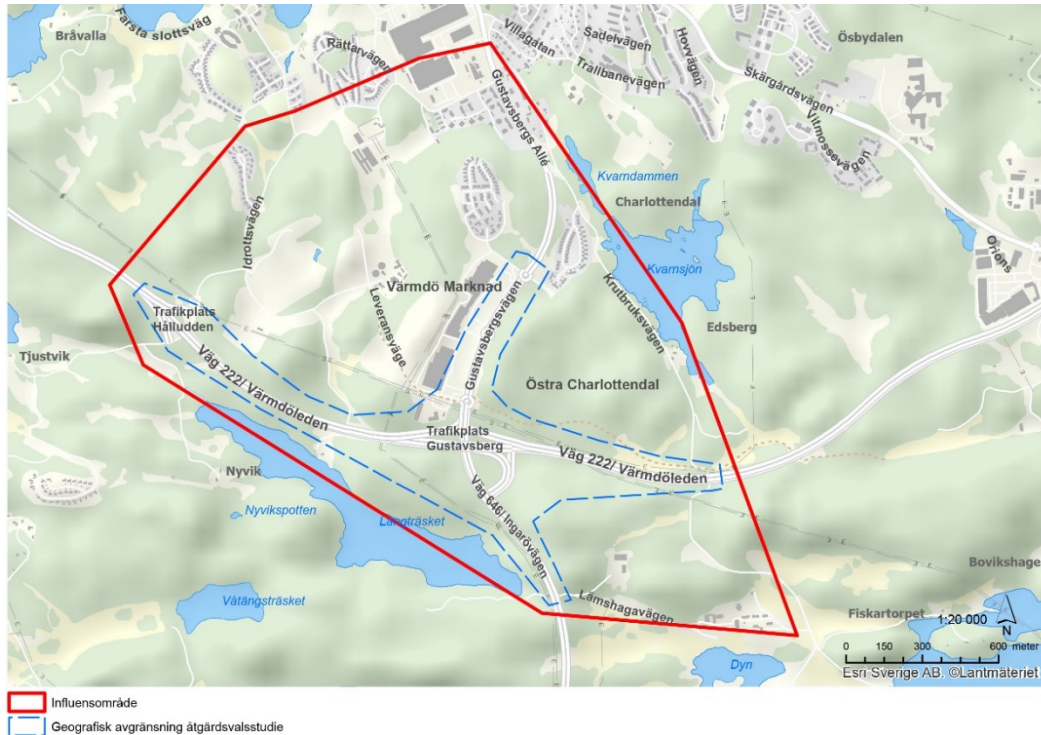 Bråvalla
Farsta slottsväg
Rättarvägen
Villagatan
Sadelvägen
Hovvägen
Ösbydalen
Trallbanevägen
Skärgårdsvägen
Vitmossevägen
Gustavsbergs Allé
Kvarndammen
Charlottendal
Idrottsvägen
Kvarnsjön
Orions
Värmdö Marknad
Trafikplats
Hålludden
Leveransväge
Gustavsbergsvägen
Krutbruksvägen
Edsberg
Tjustvik
Väg 222/ Värmdöleden
Östra Charlottendal
Trafikplats
Gustavsberg
Väg 222/ Värmdöleden
Nyvik
Nyvikspotten
Långträsket
Väg 646/ Ingarövägen
Våtängsträsket
Lämshagavägen
Bovikshage
Fiskartorpet
Dyn
1:20 000
N
0 150 300 600 meter
Esri Sverige AB. ©Lantmäteriet
Influensområde
Geografisk avgränsning åtgärdsvalsstudie